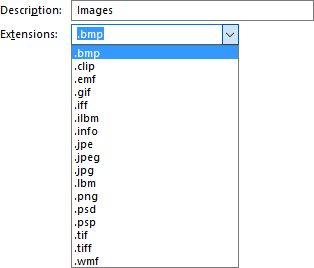 Description: Images
Extensions: .bmp
.bmp
.clip
.emf
.gif
.iff
.ilbm
.info
.jpe
.jpeg
.jpg
.lbm
.png
.psd
.psp
.tif
.tiff
.wmf